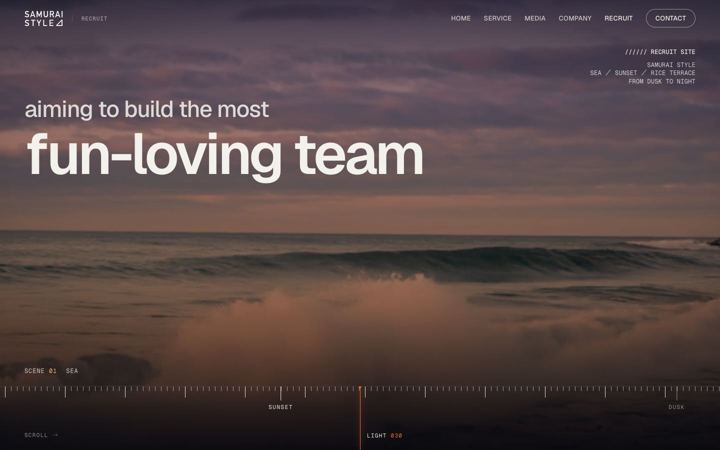 SAMURAI
STYLE
RECRUIT
HOME SERVICE MEDIA COMPANY RECRUIT CONTACT
////// RECRUIT SITE
SAMURAI STYLE
SEA / SUNSET / RICE TERRACE
FROM DUSK TO NIGHT
aiming to build the most
fun-loving team
SCENE 01 SEA
SUNSET
DUSK
SCROLL →
LIGHT 030